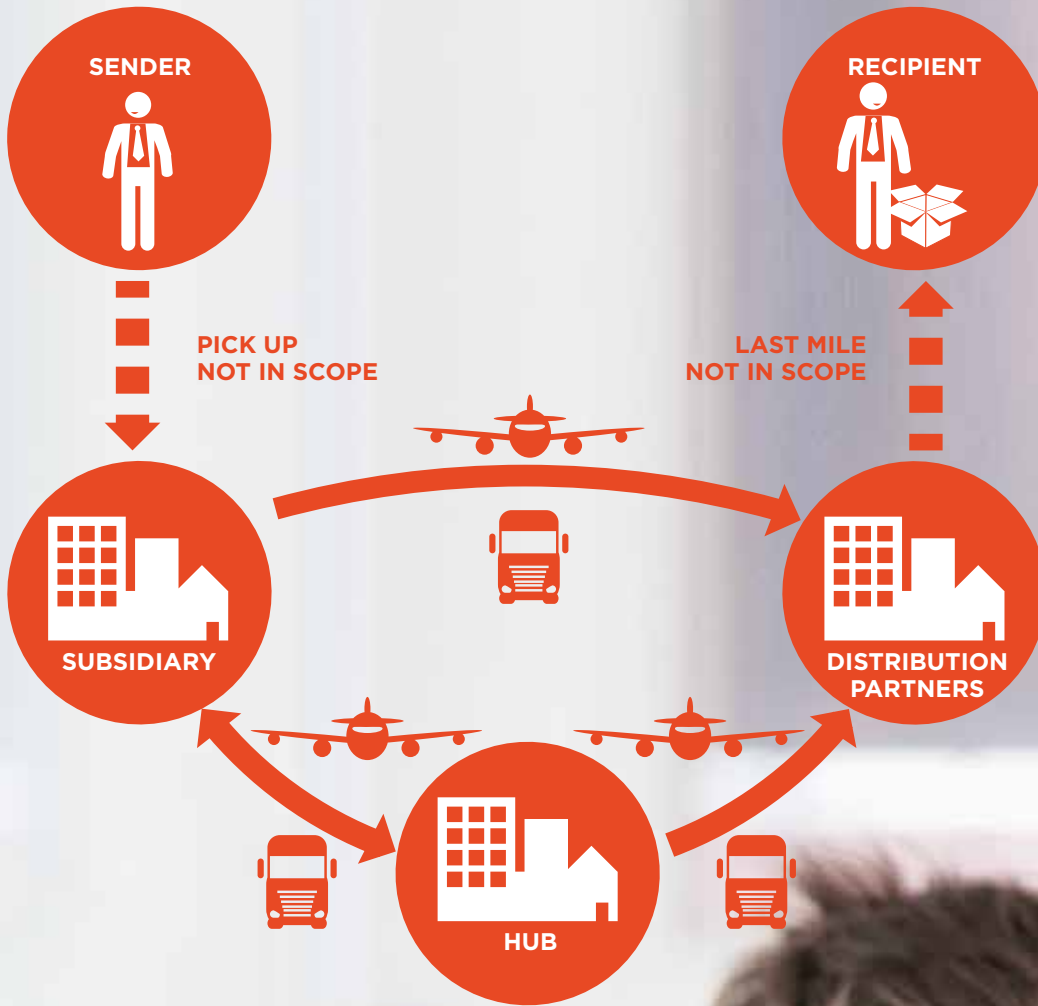 SENDER
RECIPIENT
PICK UP
NOT IN SCOPE
LAST MILE
NOT IN SCOPE
SUBSIDIARY
DISTRIBUTION
PARTNERS
HUB